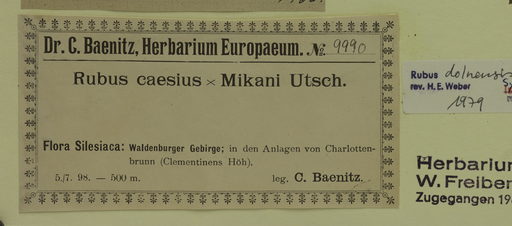 Dr. C. Baenitz, Herbarium Europaeum. No. 9990
Rubus caesius × Mikani Utsch.
Flora Silesiaca: Waldenburger Gebirge; in den Anlagen von Charlotten-
brunn (Clementinens Höh).
5./7. 98. — 500 m. leg. C. Baenitz.
Rubus dolnensis
rev. H. E. Weber
1979
Herbarium
W. Freiber
Zugegangen 19